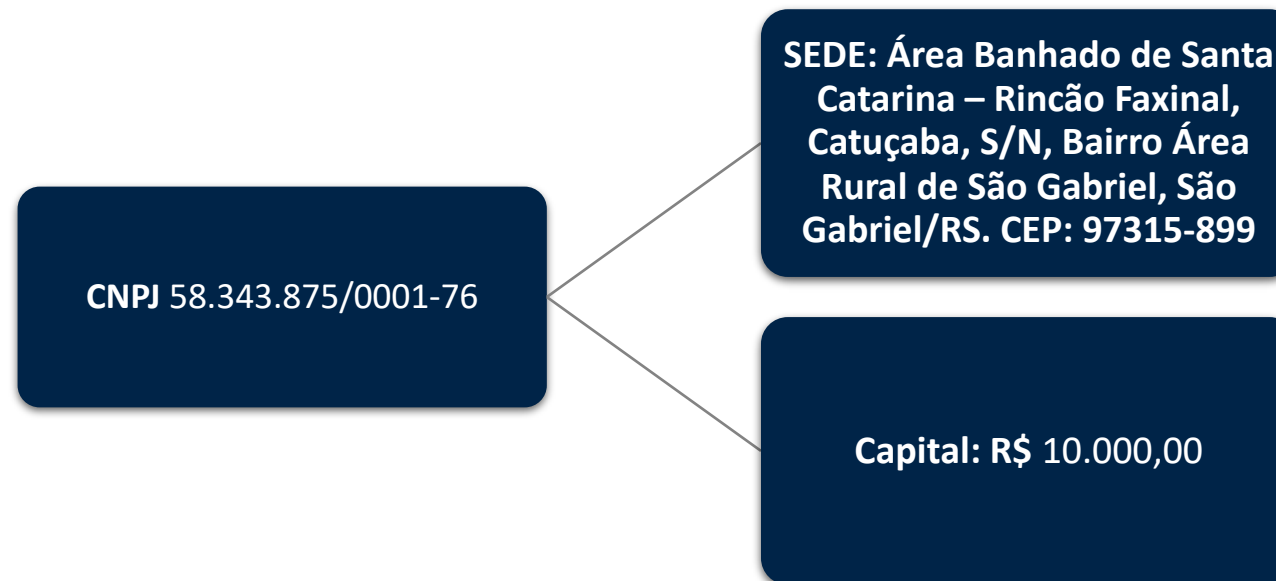 SEDE: Área Banhado de Santa
Catarina – Rincão Faxinal,
Catuçaba, S/N, Bairro Área
Rural de São Gabriel, São
Gabriel/RS. CEP: 97315-899
CNPJ 58.343.875/0001-76
Capital: R$ 10.000,00